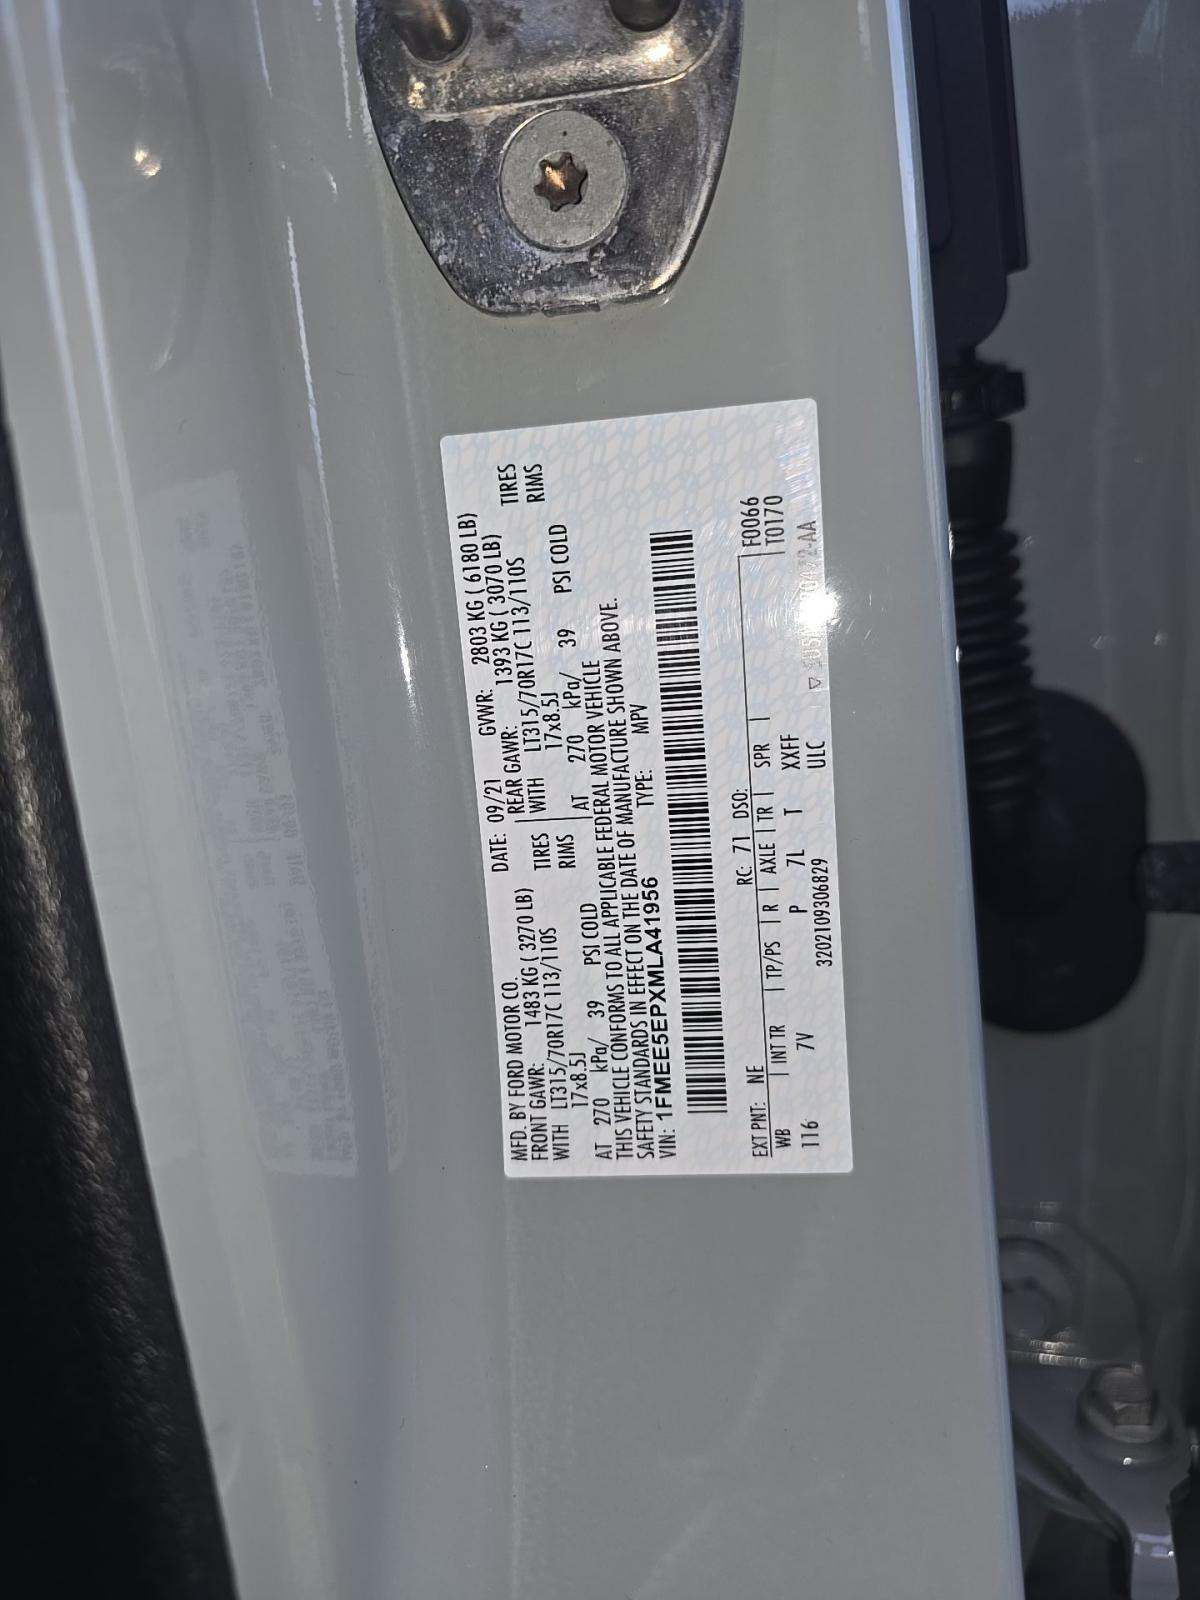 MFD. BY FORD MOTOR CO.
DATE: 09/21 GVWR: 2803 KG ( 6180 LB)
FRONT GAWR: 1483 KG ( 3270 LB)
REAR GAWR: 1393 KG ( 3070 LB)
WITH LT315/70R17C 113/110S TIRES
WITH LT315/70R17C 113/110S TIRES
17x8.5J RIMS
17x8.5J RIMS
AT 270 kPa/ 39 PSI COLD
AT 270 kPa/ 39 PSI COLD
THIS VEHICLE CONFORMS TO ALL APPLICABLE FEDERAL MOTOR VEHICLE
SAFETY STANDARDS IN EFFECT ON THE DATE OF MANUFACTURE SHOWN ABOVE.
VIN: 1FMEE5EPXMLA41956 TYPE: MPV
EXT PNT: NE RC: 71 DSO: F0066
WB INT TR TP/PS R AXLE TR SPR T0170
116 7V P 7L T XXFF
3202109306829 ULC